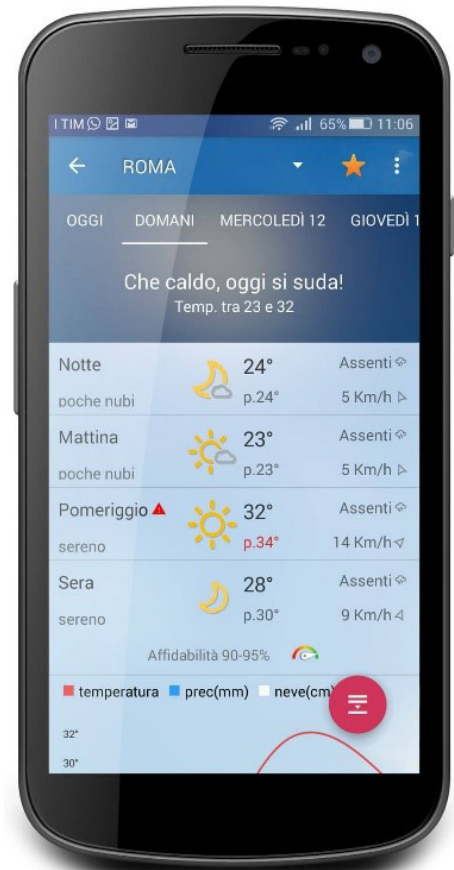 I TIM 65% 11:06
ROMA
OGGI DOMANI MERCOLEDÌ 12 GIOVEDÌ 1
Che caldo, oggi si suda!
Temp. tra 23 e 32
Notte 24° Assenti
poche nubi p.24° 5 Km/h
Mattina 23° Assenti
poche nubi p.23° 5 Km/h
Pomeriggio 32° Assenti
sereno p.34° 14 Km/h
Sera 28° Assenti
sereno p.30° 9 Km/h
Affidabilità 90-95%
temperatura prec(mm) neve(cm)
32°
30°